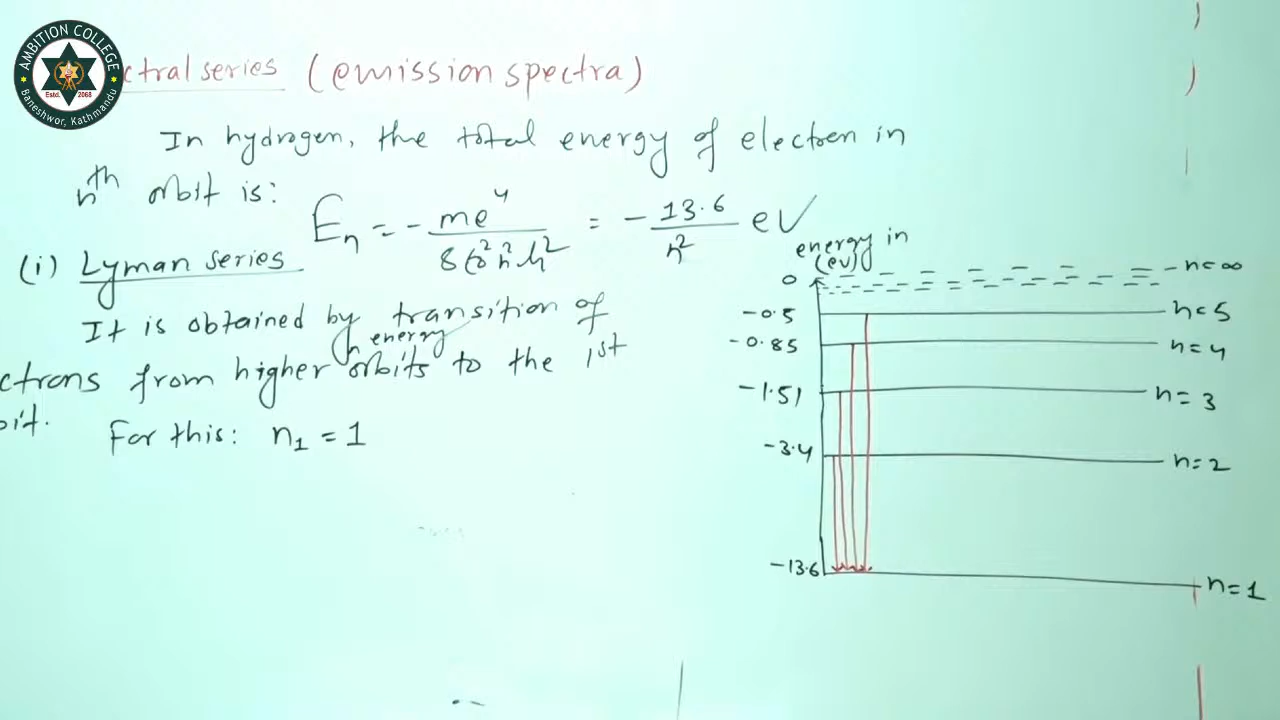 AMBITION COLLEGE
Estd. 2068
Baneshwor, Kathmandu
ctral series (emission spectra)
In hydrogen, the total energy of electron in
nth orbit is:
En = - me⁴ / 8ε₀²n²h² = - 13.6 / n² eV
(i) Lyman series
It is obtained by transition of
energy
ctrons from higher orbits to the 1st
bit.
For this: n₁ = 1
energy in
(ev)
0 n=∞
-0.5 n=5
-0.85 n=4
-1.51 n=3
-3.4 n=2
-13.6 n=1